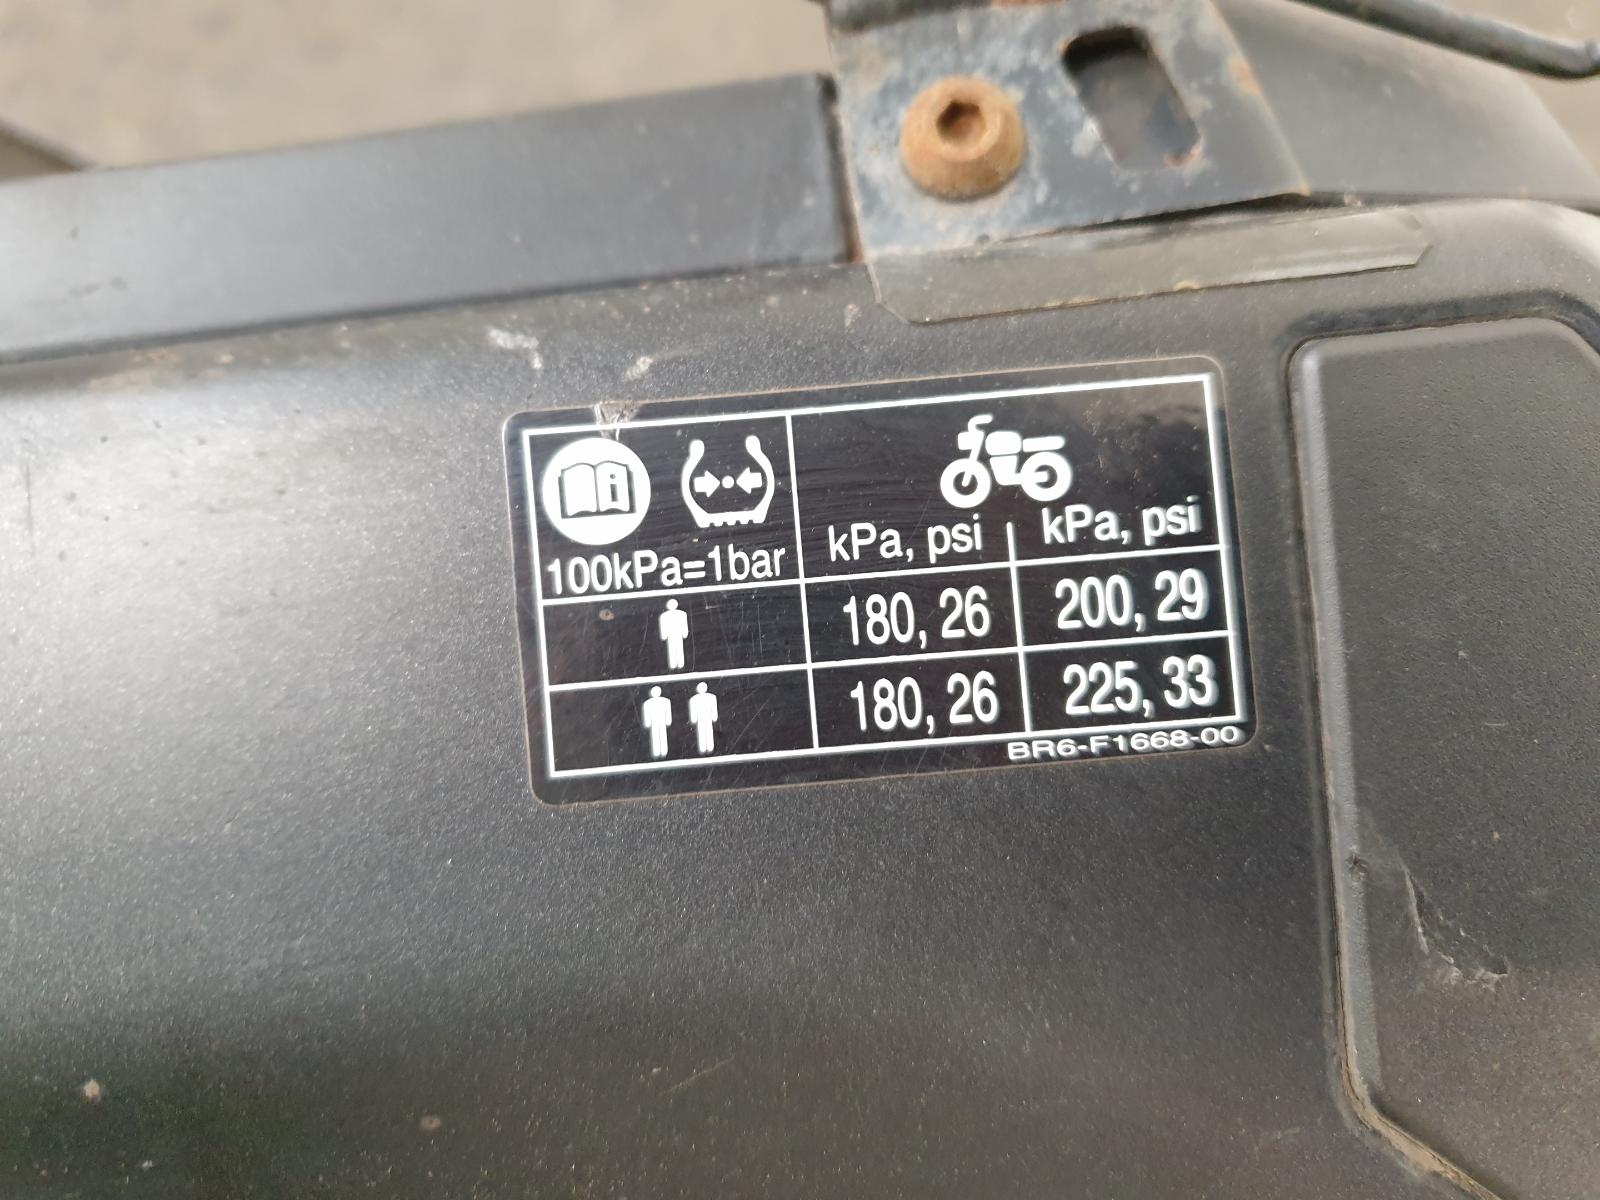 100kPa=1bar
kPa, psi kPa, psi
180, 26 200, 29
180, 26 225, 33
BR6-F1668-00